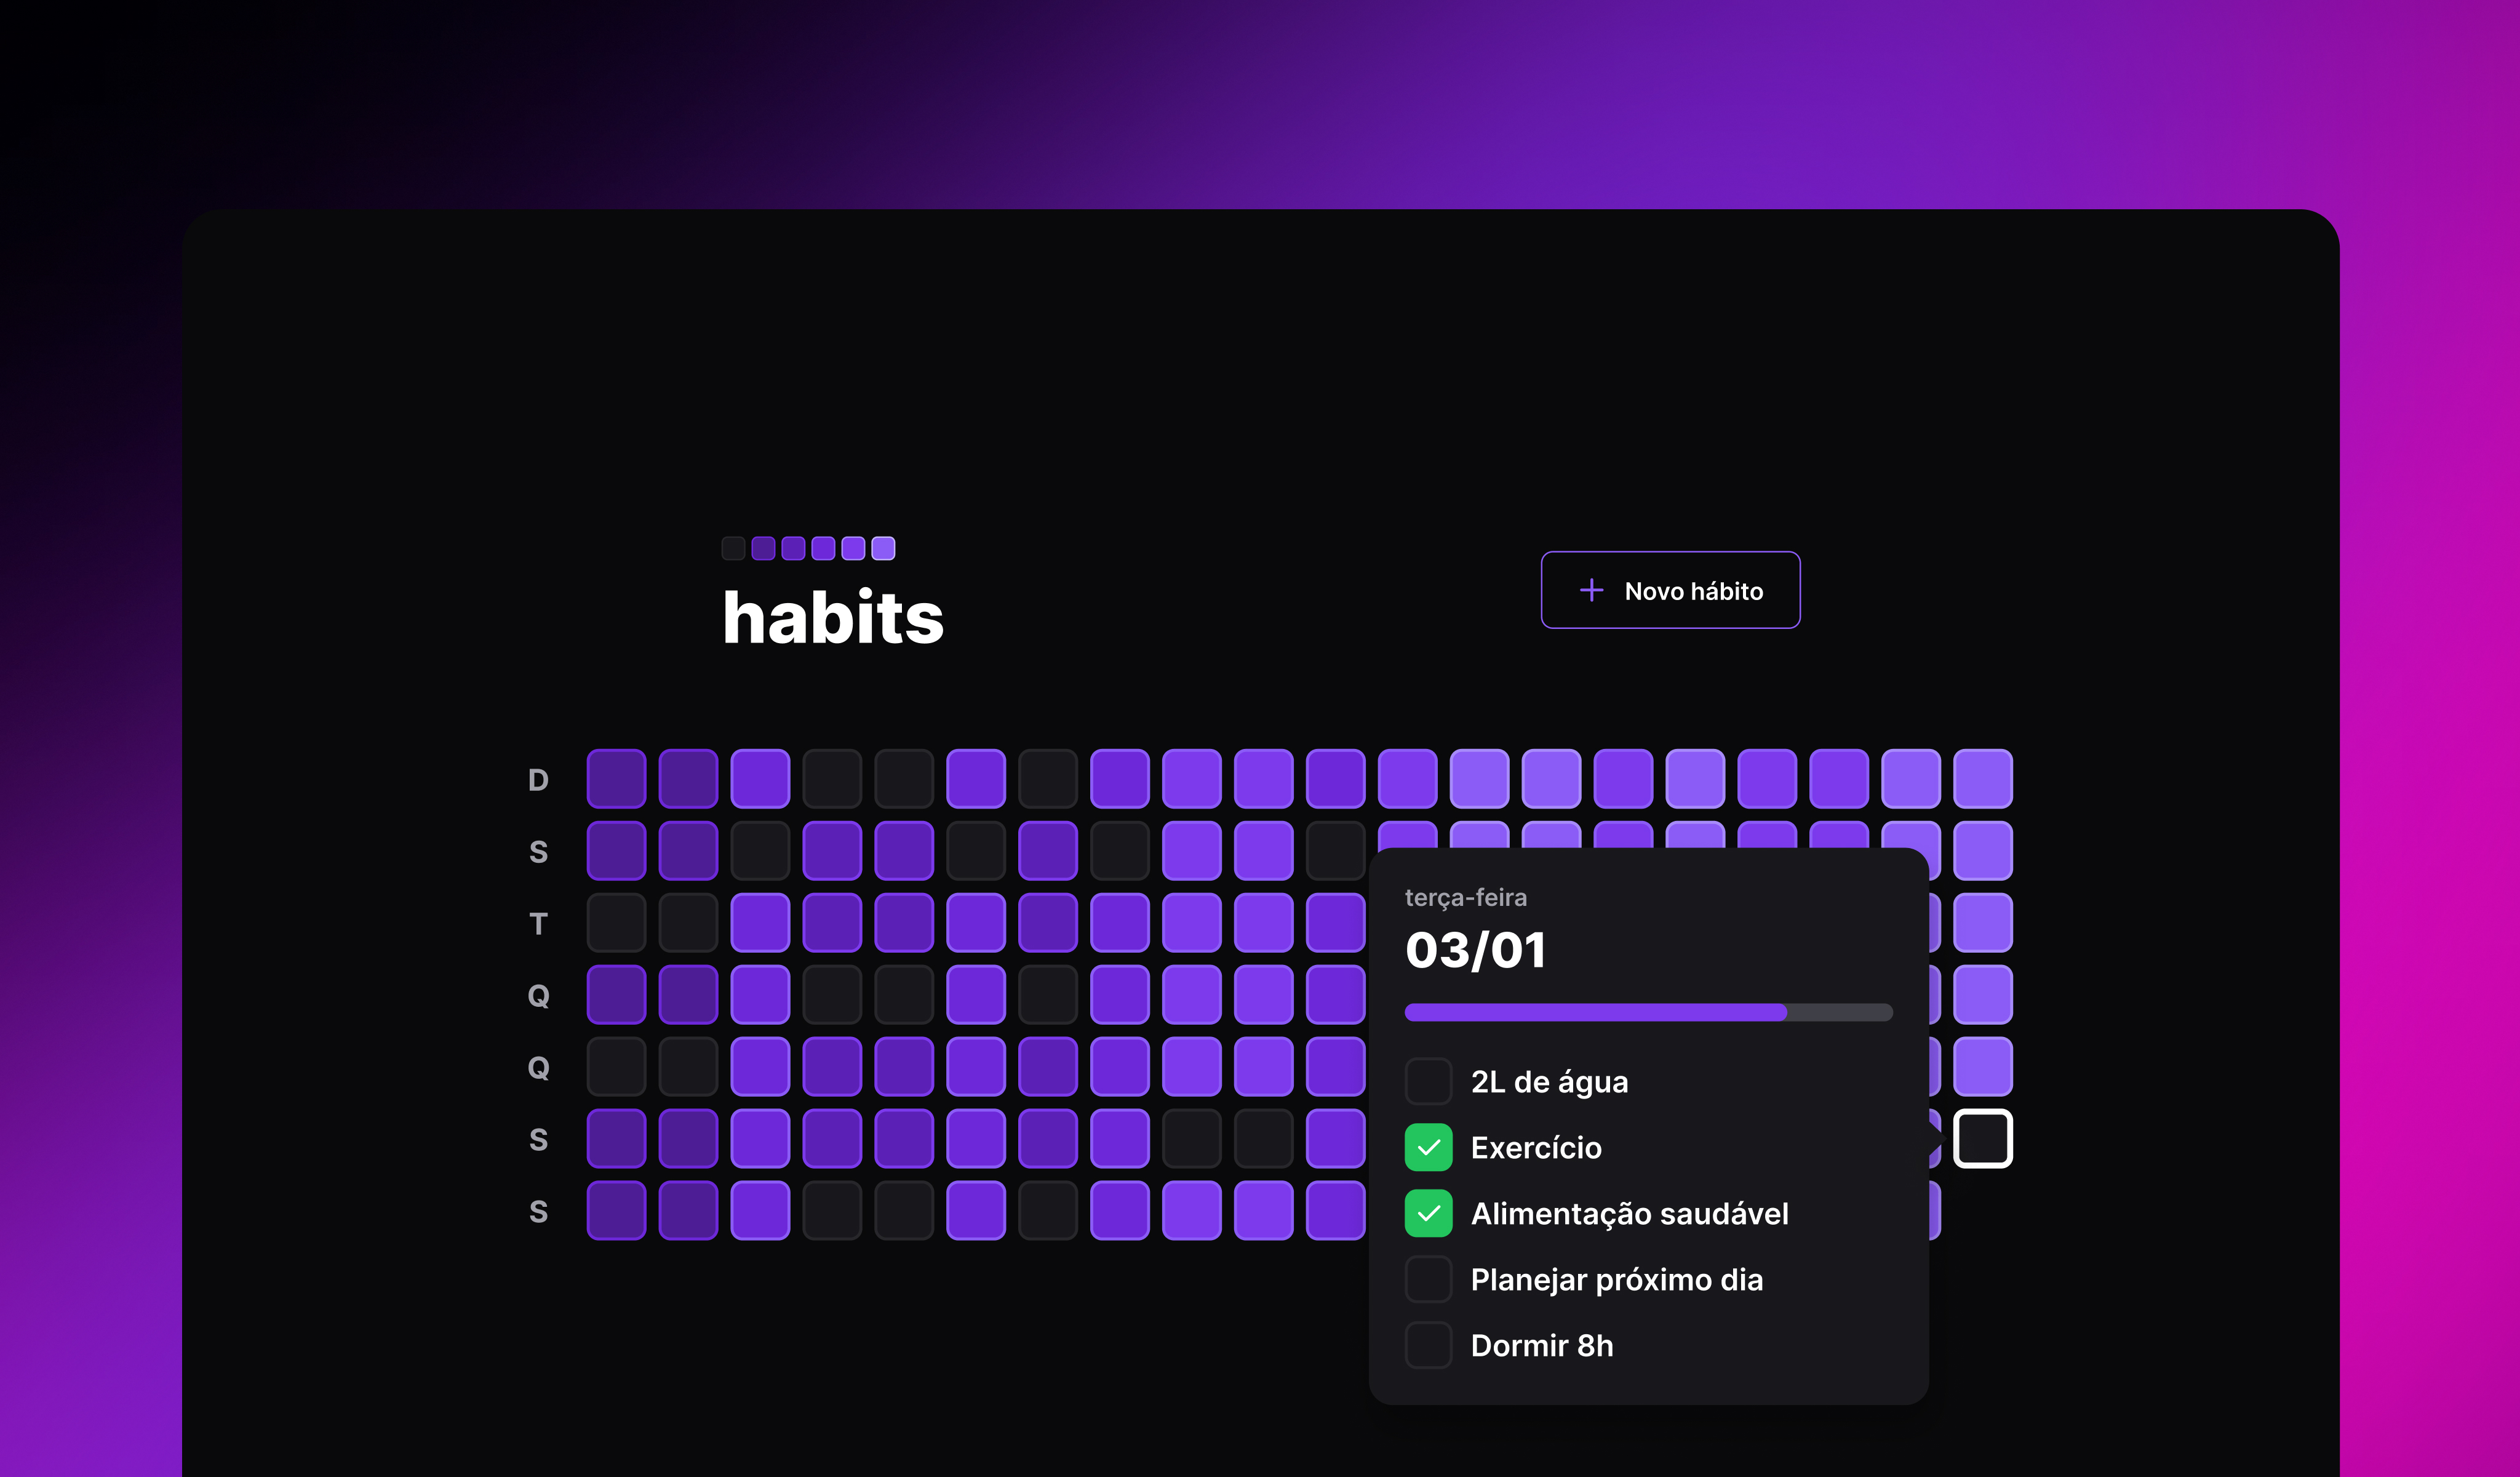 habits
Novo hábito
D
S
T
Q
Q
S
S
terça-feira
03/01
2L de água
Exercício
Alimentação saudável
Planejar próximo dia
Dormir 8h